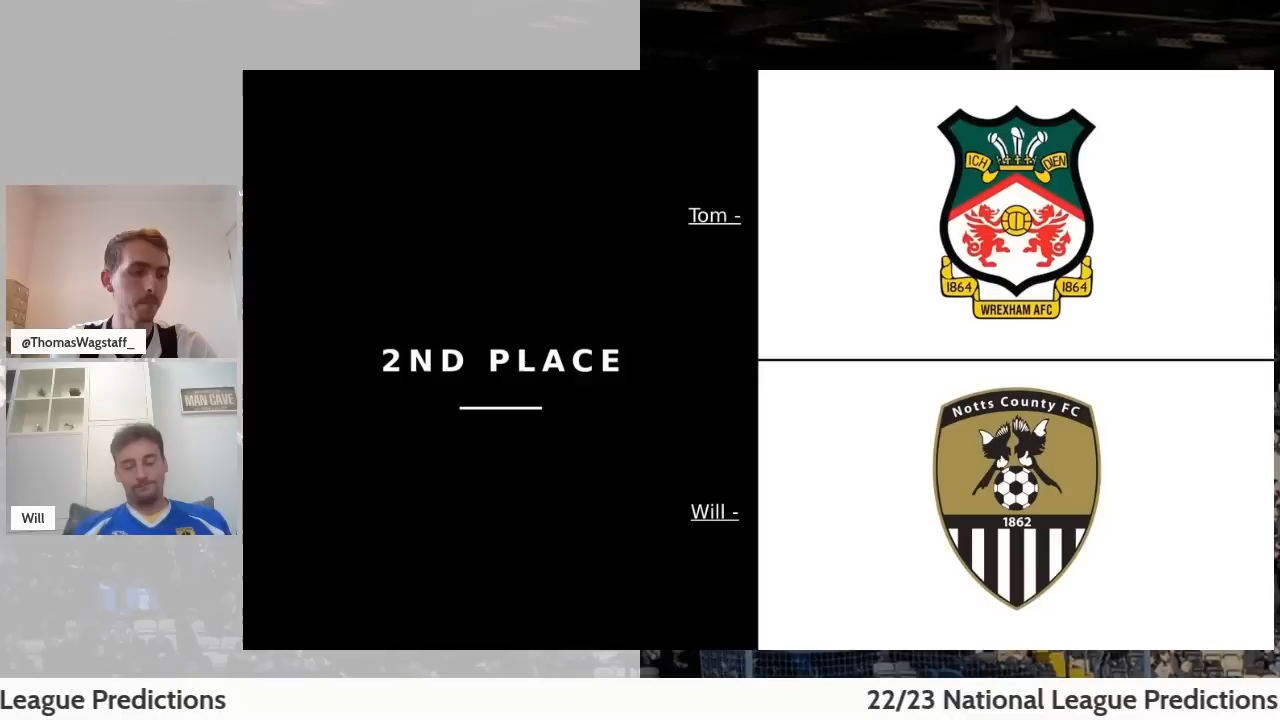 @ThomasWagstaff_
MAN CAVE
Will
2ND PLACE
Tom -
Will -
ICH DIEN
1864 1864
WREXHAM AFC
Notts County FC
1862
League Predictions
22/23 National League Predictions